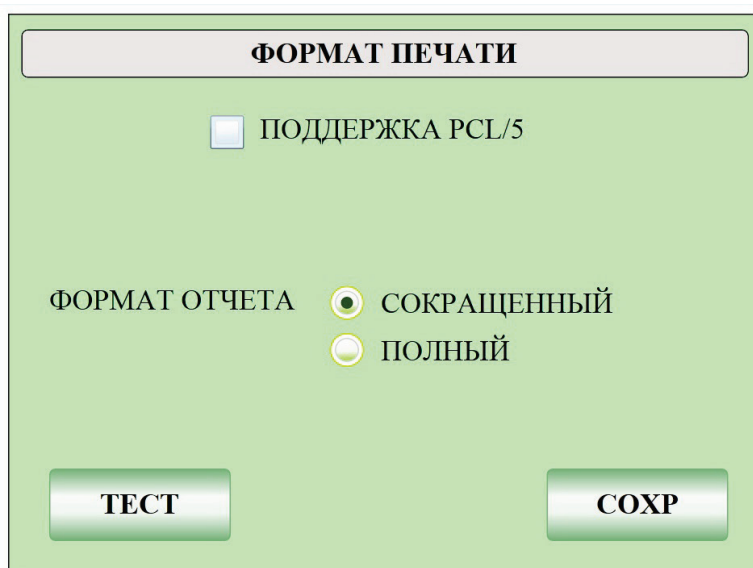 ФОРМАТ ПЕЧАТИ
ПОДДЕРЖКА PCL/5
ФОРМАТ ОТЧЕТА
СОКРАЩЕННЫЙ
ПОЛНЫЙ
ТЕСТ
СОХР